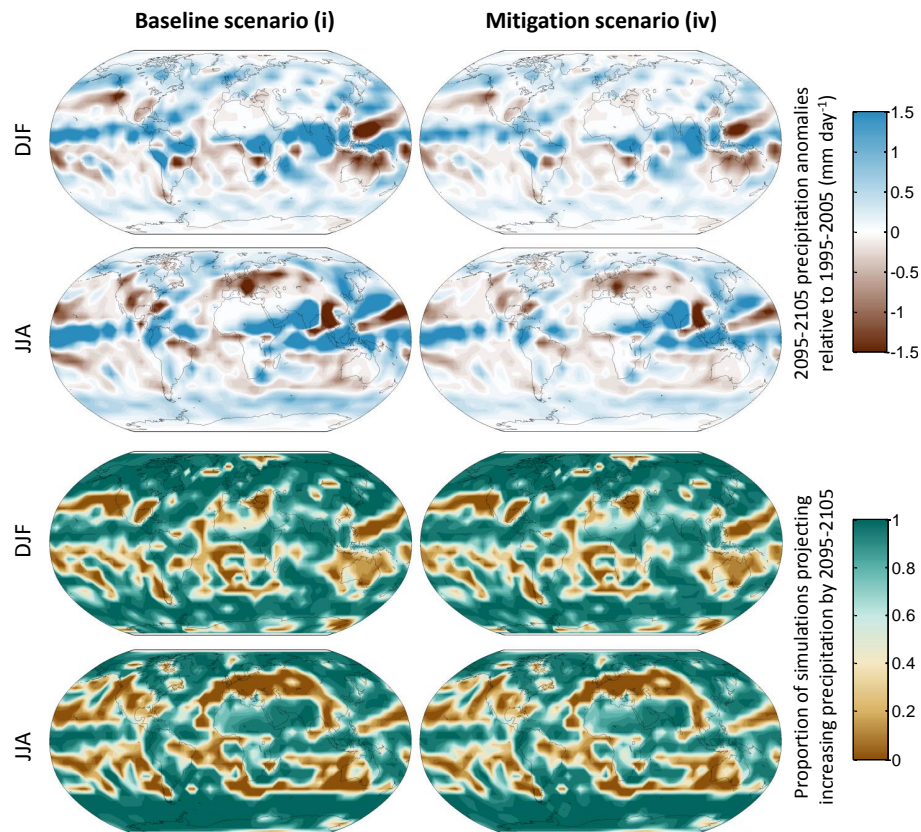 Baseline scenario (i)
Mitigation scenario (iv)
DJF
JJA
2095-2105 precipitation anomalies
relative to 1995-2005 (mm day⁻¹)
1.5
1
0.5
0
-0.5
-1
-1.5
DJF
JJA
Proportion of simulations projecting
increasing precipitation by 2095-2105
1
0.8
0.6
0.4
0.2
0